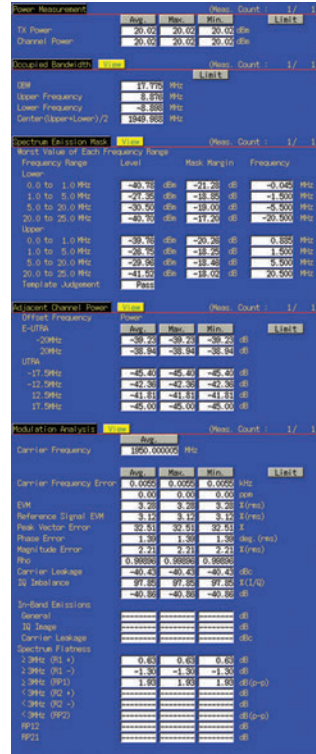 Power Measurement (Meas. Count : 1/ 1
Avg. Max. Min. Limit
TX Power 20.02 20.02 20.02 dBm
Channel Power 20.02 20.02 20.02 dBm
Occupied Bandwidth View (Meas. Count : 1/ 1
Limit
OBW 17.775 MHz
Upper Frequency 8.878 MHz
Lower Frequency -8.898 MHz
Center(Upper+Lower)/2 1949.988 MHz
Spectrum Emission Mask View (Meas. Count : 1/ 1
Worst Value of Each Frequency Range
Frequency Range Level Mask Margin Frequency
Lower
0.0 to 1.0 MHz -40.78 dBm -21.28 dB -0.045 MHz
1.0 to 5.0 MHz -27.35 dBm -18.85 dB -1.500 MHz
5.0 to 20.0 MHz -30.50 dBm -19.00 dB -5.500 MHz
20.0 to 25.0 MHz -40.70 dBm -17.20 dB -20.500 MHz
Upper
0.0 to 1.0 MHz -39.76 dBm -20.26 dB 0.885 MHz
1.0 to 5.0 MHz -26.75 dBm -18.25 dB 1.500 MHz
5.0 to 20.0 MHz -29.96 dBm -18.46 dB 5.500 MHz
20.0 to 25.0 MHz -41.52 dBm -18.02 dB 20.500 MHz
Template Judgement Pass
Adjacent Channel Power View (Meas. Count : 1/ 1
Offset Frequency Power
E-UTRA Avg. Max. Min. Limit
-20MHz -39.23 -39.23 -39.23 dB
20MHz -38.94 -38.94 -38.94 dB
UTRA
-17.5MHz -45.40 -45.40 -45.40 dB
-12.5MHz -42.36 -42.36 -42.36 dB
12.5MHz -41.81 -41.81 -41.81 dB
17.5MHz -45.00 -45.00 -45.00 dB
Modulation Analysis View (Meas. Count : 1/ 1
Avg.
Carrier Frequency 1950.000005 MHz
Avg. Max. Min. Limit
Carrier Frequency Error 0.0055 0.0055 0.0055 kHz
0.00 0.00 0.00 ppm
EVM 3.28 3.28 3.28 %(rms)
Reference Signal EVM 3.12 3.12 3.12 %(rms)
Peak Vector Error 32.51 32.51 32.51 %
Phase Error 1.39 1.39 1.39 deg.(rms)
Magnitude Error 2.21 2.21 2.21 %(rms)
Rho 0.99896 0.99896 0.99896
Carrier Leakage -40.43 -40.43 -40.43 dBc
IQ Imbalance 97.85 97.85 97.85 %(I/Q)
-40.86 -40.86 -40.86 dB
In-Band Emissions
General -------- -------- -------- dB
IQ Image -------- -------- -------- dB
Carrier Leakage -------- -------- -------- dBc
Spectrum Flatness
≥3MHz (R1 +) 0.63 0.63 0.63 dB
≥3MHz (R1 -) -1.30 -1.30 -1.30 dB
≥3MHz (RP1) 1.93 1.93 1.93 dB(p-p)
<3MHz (R2 +) -------- -------- -------- dB
<3MHz (R2 -) -------- -------- -------- dB
<3MHz (RP2) -------- -------- -------- dB(p-p)
RP12 -------- -------- -------- dB
RP21 -------- -------- -------- dB